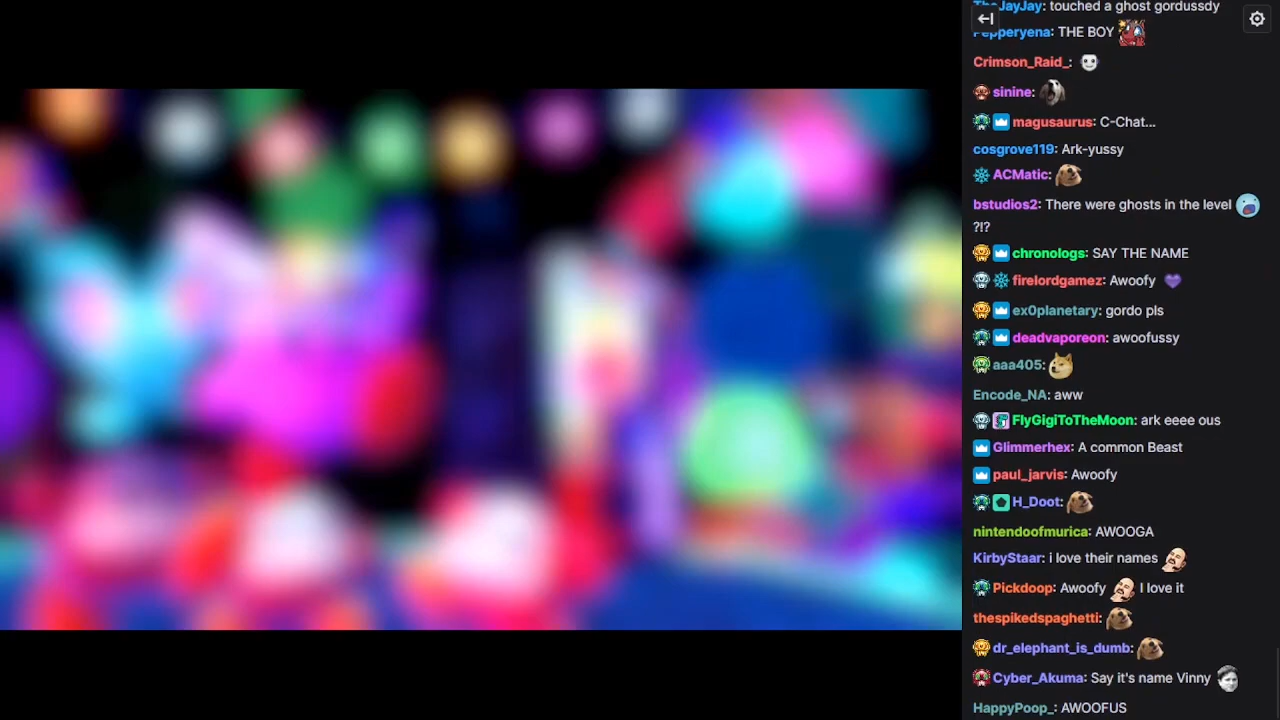 TheJayJay: touched a ghost gordussdy
Pepperyena: THE BOY
Crimson_Raid_:
sinine:
magusaurus: C-Chat...
cosgrove119: Ark-yussy
ACMatic:
bstudios2: There were ghosts in the level
?!?
chronologs: SAY THE NAME
firelordgamez: Awoofy
ex0planetary: gordo pls
deadvaporeon: awoofussy
aaa405:
Encode_NA: aww
FlyGigiToTheMoon: ark eeee ous
Glimmerhex: A common Beast
paul_jarvis: Awoofy
H_Doot:
nintendoofmurica: AWOOGA
KirbyStaar: i love their names
Pickdoop: Awoofy I love it
thespikedspaghetti:
dr_elephant_is_dumb:
Cyber_Akuma: Say it's name Vinny
HappyPoop_: AWOOFUS